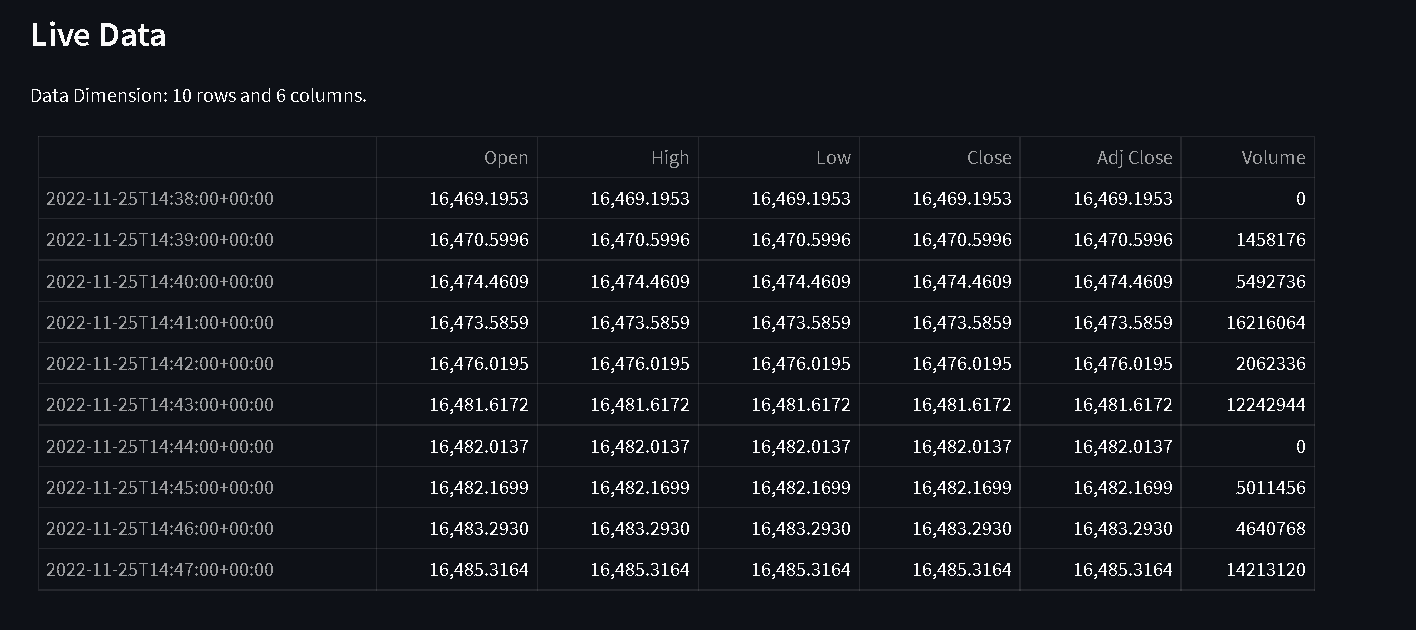 Live Data
Data Dimension: 10 rows and 6 columns.
Open High Low Close Adj Close Volume
2022-11-25T14:38:00+00:00 16,469.1953 16,469.1953 16,469.1953 16,469.1953 16,469.1953 0
2022-11-25T14:39:00+00:00 16,470.5996 16,470.5996 16,470.5996 16,470.5996 16,470.5996 1458176
2022-11-25T14:40:00+00:00 16,474.4609 16,474.4609 16,474.4609 16,474.4609 16,474.4609 5492736
2022-11-25T14:41:00+00:00 16,473.5859 16,473.5859 16,473.5859 16,473.5859 16,473.5859 16216064
2022-11-25T14:42:00+00:00 16,476.0195 16,476.0195 16,476.0195 16,476.0195 16,476.0195 2062336
2022-11-25T14:43:00+00:00 16,481.6172 16,481.6172 16,481.6172 16,481.6172 16,481.6172 12242944
2022-11-25T14:44:00+00:00 16,482.0137 16,482.0137 16,482.0137 16,482.0137 16,482.0137 0
2022-11-25T14:45:00+00:00 16,482.1699 16,482.1699 16,482.1699 16,482.1699 16,482.1699 5011456
2022-11-25T14:46:00+00:00 16,483.2930 16,483.2930 16,483.2930 16,483.2930 16,483.2930 4640768
2022-11-25T14:47:00+00:00 16,485.3164 16,485.3164 16,485.3164 16,485.3164 16,485.3164 14213120